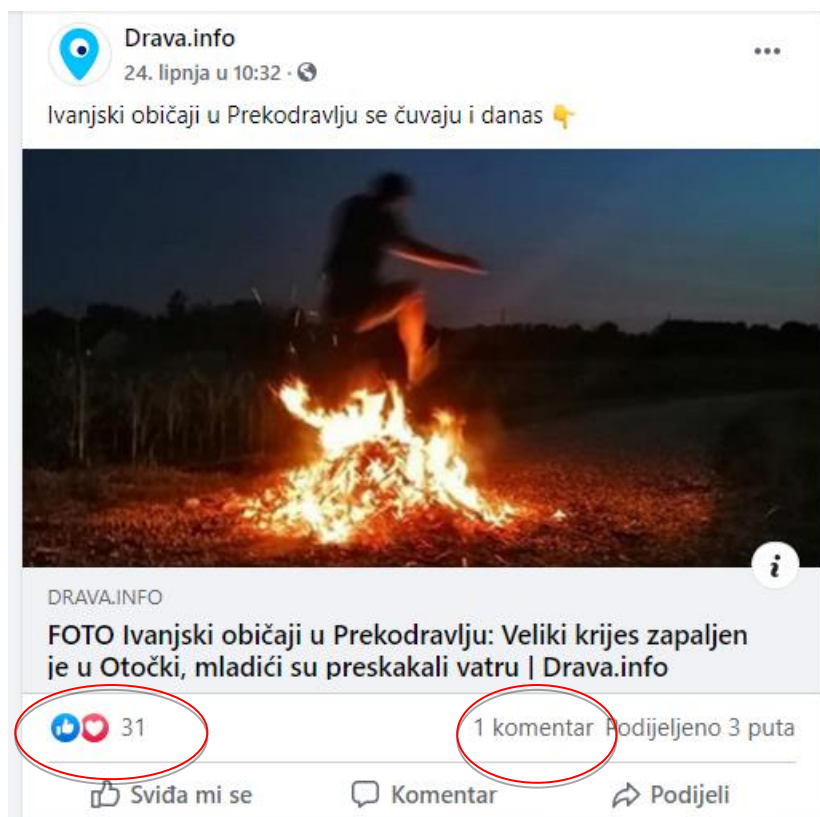 Drava.info
24. lipnja u 10:32 ·
Ivanjski običaji u Prekodravlju se čuvaju i danas 👇
DRAVA.INFO
FOTO Ivanjski običaji u Prekodravlju: Veliki krijes zapaljen
je u Otočki, mladići su preskakali vatru | Drava.info
31
1 komentar Podijeljeno 3 puta
Sviđa mi se Komentar Podijeli